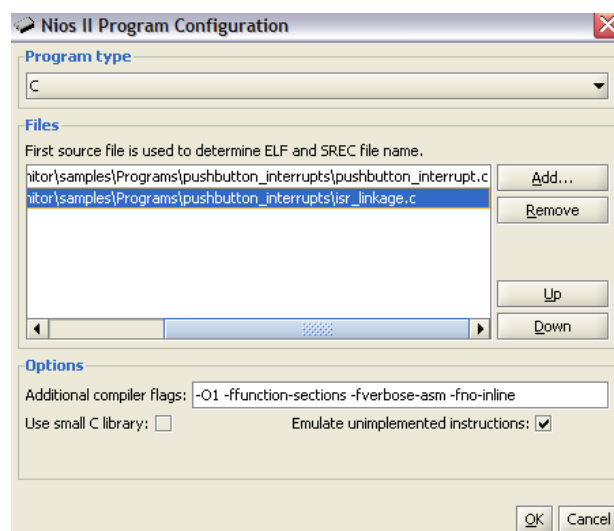 Nios II Program Configuration
Program type
C
Files
First source file is used to determine ELF and SREC file name.
nitor\samples\Programs\pushbutton_interrupts\pushbutton_interrupt.c
nitor\samples\Programs\pushbutton_interrupts\isr_linkage.c
Add...
Remove
Up
Down
Options
Additional compiler flags: -O1 -ffunction-sections -fverbose-asm -fno-inline
Use small C library: Emulate unimplemented instructions:
OK Cancel